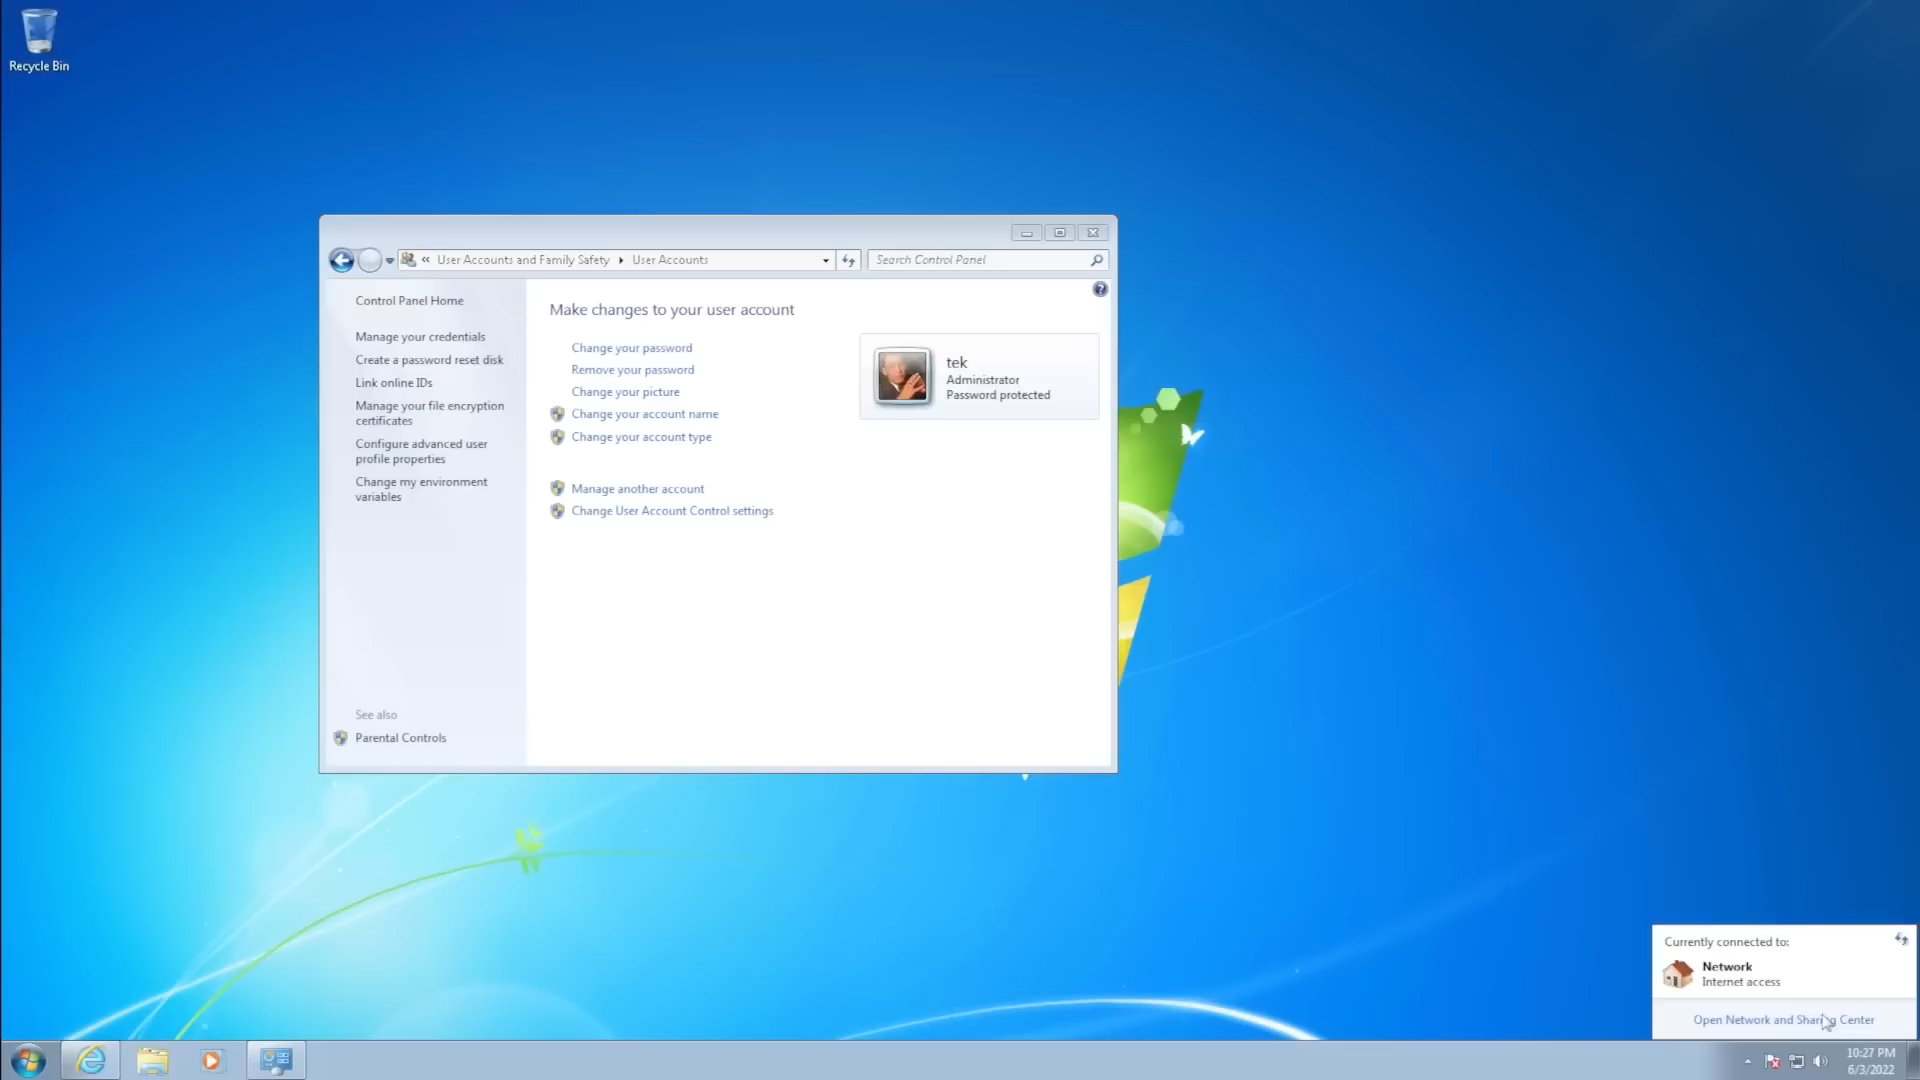 Recycle Bin
« User Accounts and Family Safety User Accounts
Search Control Panel
Control Panel Home
Manage your credentials
Create a password reset disk
Link online IDs
Manage your file encryption
certificates
Configure advanced user
profile properties
Change my environment
variables
See also
Parental Controls
Make changes to your user account
Change your password
Remove your password
Change your picture
Change your account name
Change your account type
Manage another account
Change User Account Control settings
tek
Administrator
Password protected
Currently connected to:
Network
Internet access
Open Network and Sharing Center
10:27 PM
6/3/2022